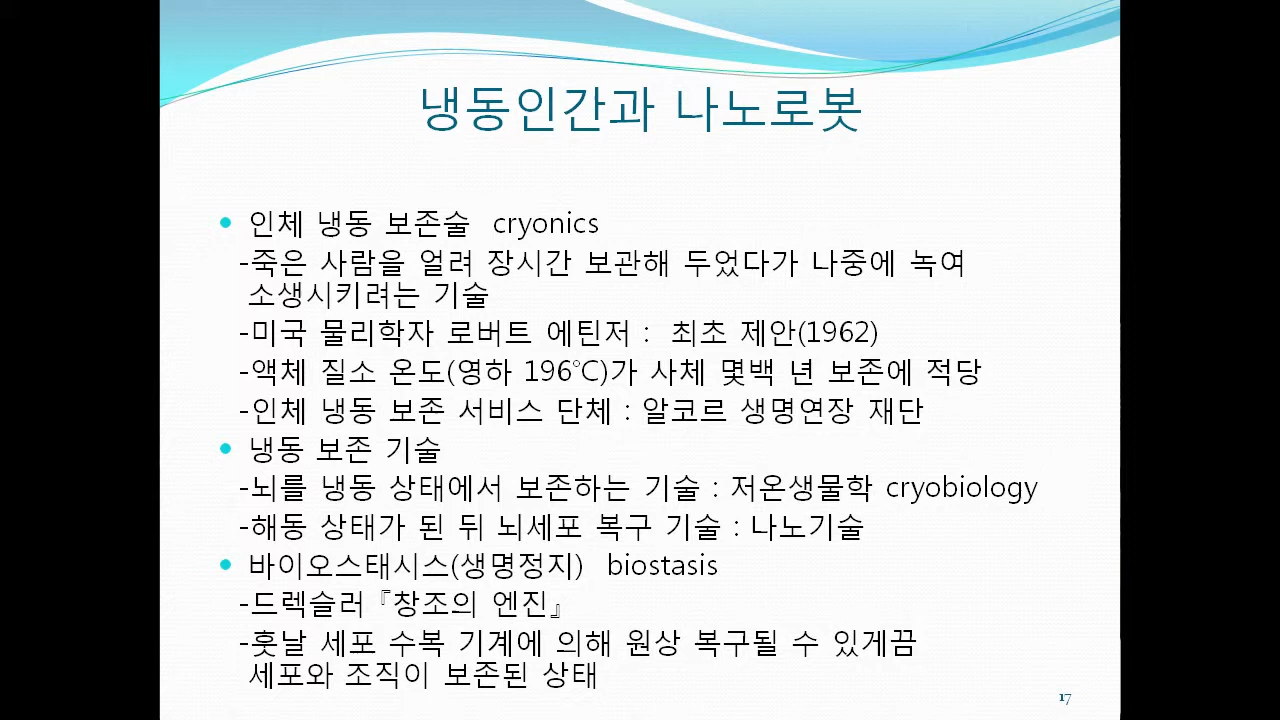 냉동인간과 나노로봇
• 인체 냉동 보존술 cryonics
-죽은 사람을 얼려 장시간 보관해 두었다가 나중에 녹여
소생시키려는 기술
-미국 물리학자 로버트 에틴저 : 최초 제안(1962)
-액체 질소 온도(영하 196℃)가 사체 몇백 년 보존에 적당
-인체 냉동 보존 서비스 단체 : 알코르 생명연장 재단
• 냉동 보존 기술
-뇌를 냉동 상태에서 보존하는 기술 : 저온생물학 cryobiology
-해동 상태가 된 뒤 뇌세포 복구 기술 : 나노기술
• 바이오스태시스(생명정지) biostasis
-드렉슬러『창조의 엔진』
-훗날 세포 수복 기계에 의해 원상 복구될 수 있게끔
세포와 조직이 보존된 상태
17